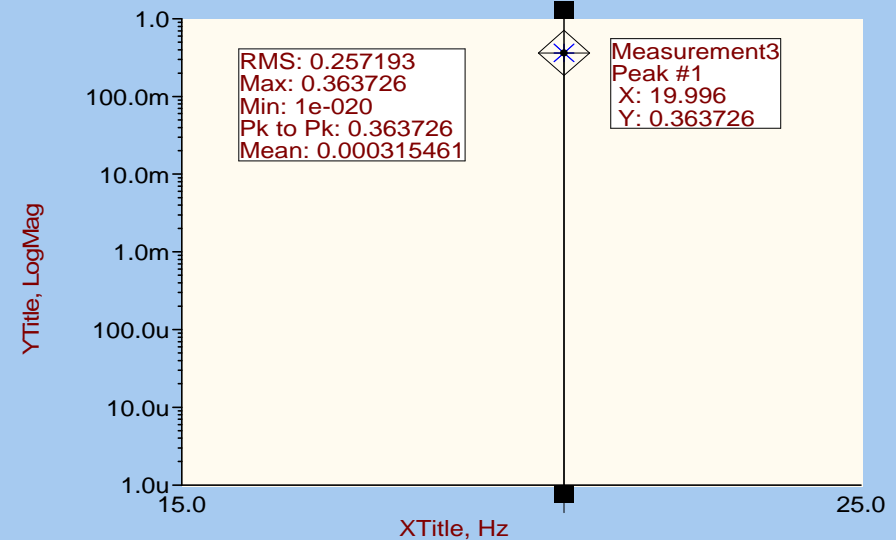 1.0
100.0m
10.0m
1.0m
100.0u
10.0u
1.0u
YTitle, LogMag
RMS: 0.257193
Max: 0.363726
Min: 1e-020
Pk to Pk: 0.363726
Mean: 0.000315461
Measurement3
Peak #1
X: 19.996
Y: 0.363726
15.0
25.0
XTitle, Hz